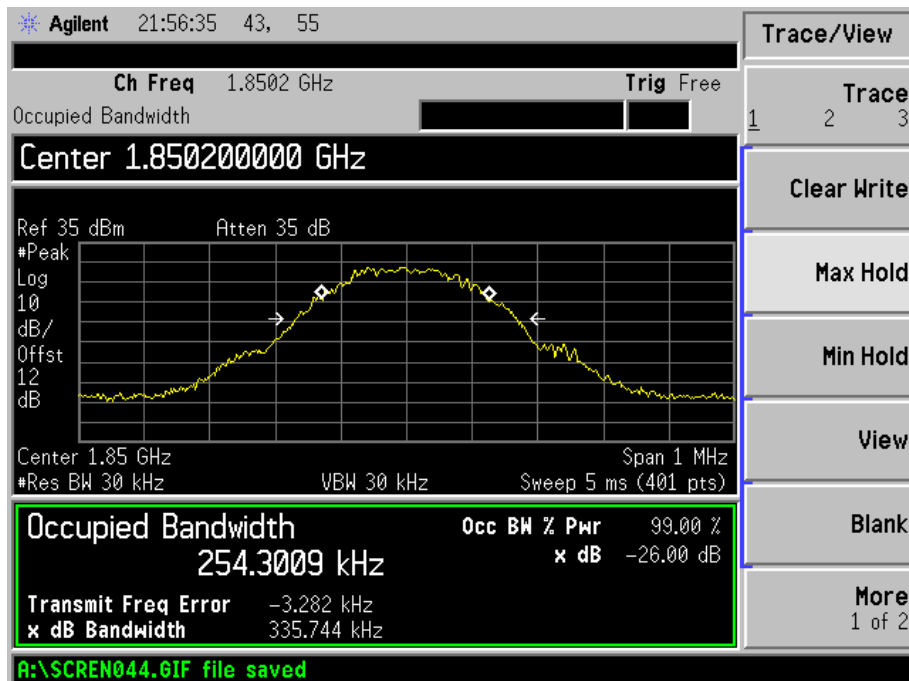 Agilent 21:56:35 43, 55
Trace/View
Ch Freq 1.8502 GHz Trig Free
Occupied Bandwidth
Trace
1 2 3
Center 1.850200000 GHz
Clear Write
Ref 35 dBm Atten 35 dB
#Peak
Log
10
dB/
Offst
12
dB
Max Hold
Min Hold
Center 1.85 GHz Span 1 MHz
#Res BW 30 kHz VBW 30 kHz Sweep 5 ms (401 pts)
View
Occupied Bandwidth Occ BW % Pwr 99.00 %
254.3009 kHz x dB -26.00 dB
Blank
Transmit Freq Error -3.282 kHz
x dB Bandwidth 335.744 kHz
More
1 of 2
A:\SCREN044.GIF file saved